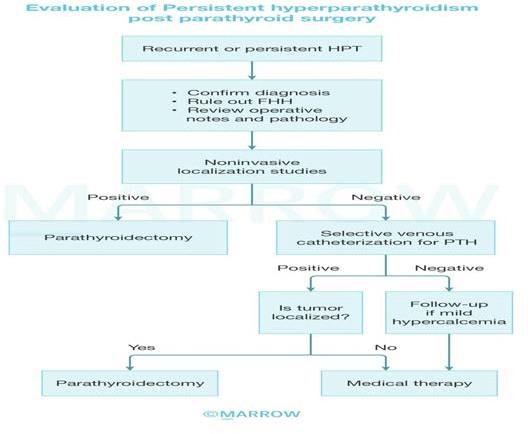 Evaluation of Persistent hyperparathyroidism
post parathyroid surgery
Recurrent or persistent HPT
• Confirm diagnosis
• Rule out FHH
• Review operative
notes and pathology
Noninvasive
localization studies
Positive
Negative
Parathyroidectomy
Selective venous
catheterization for PTH
Positive
Negative
Is tumor
localized?
Follow-up
if mild
hypercalcemia
Yes
No
Parathyroidectomy
Medical therapy
MARROW
©MARROW